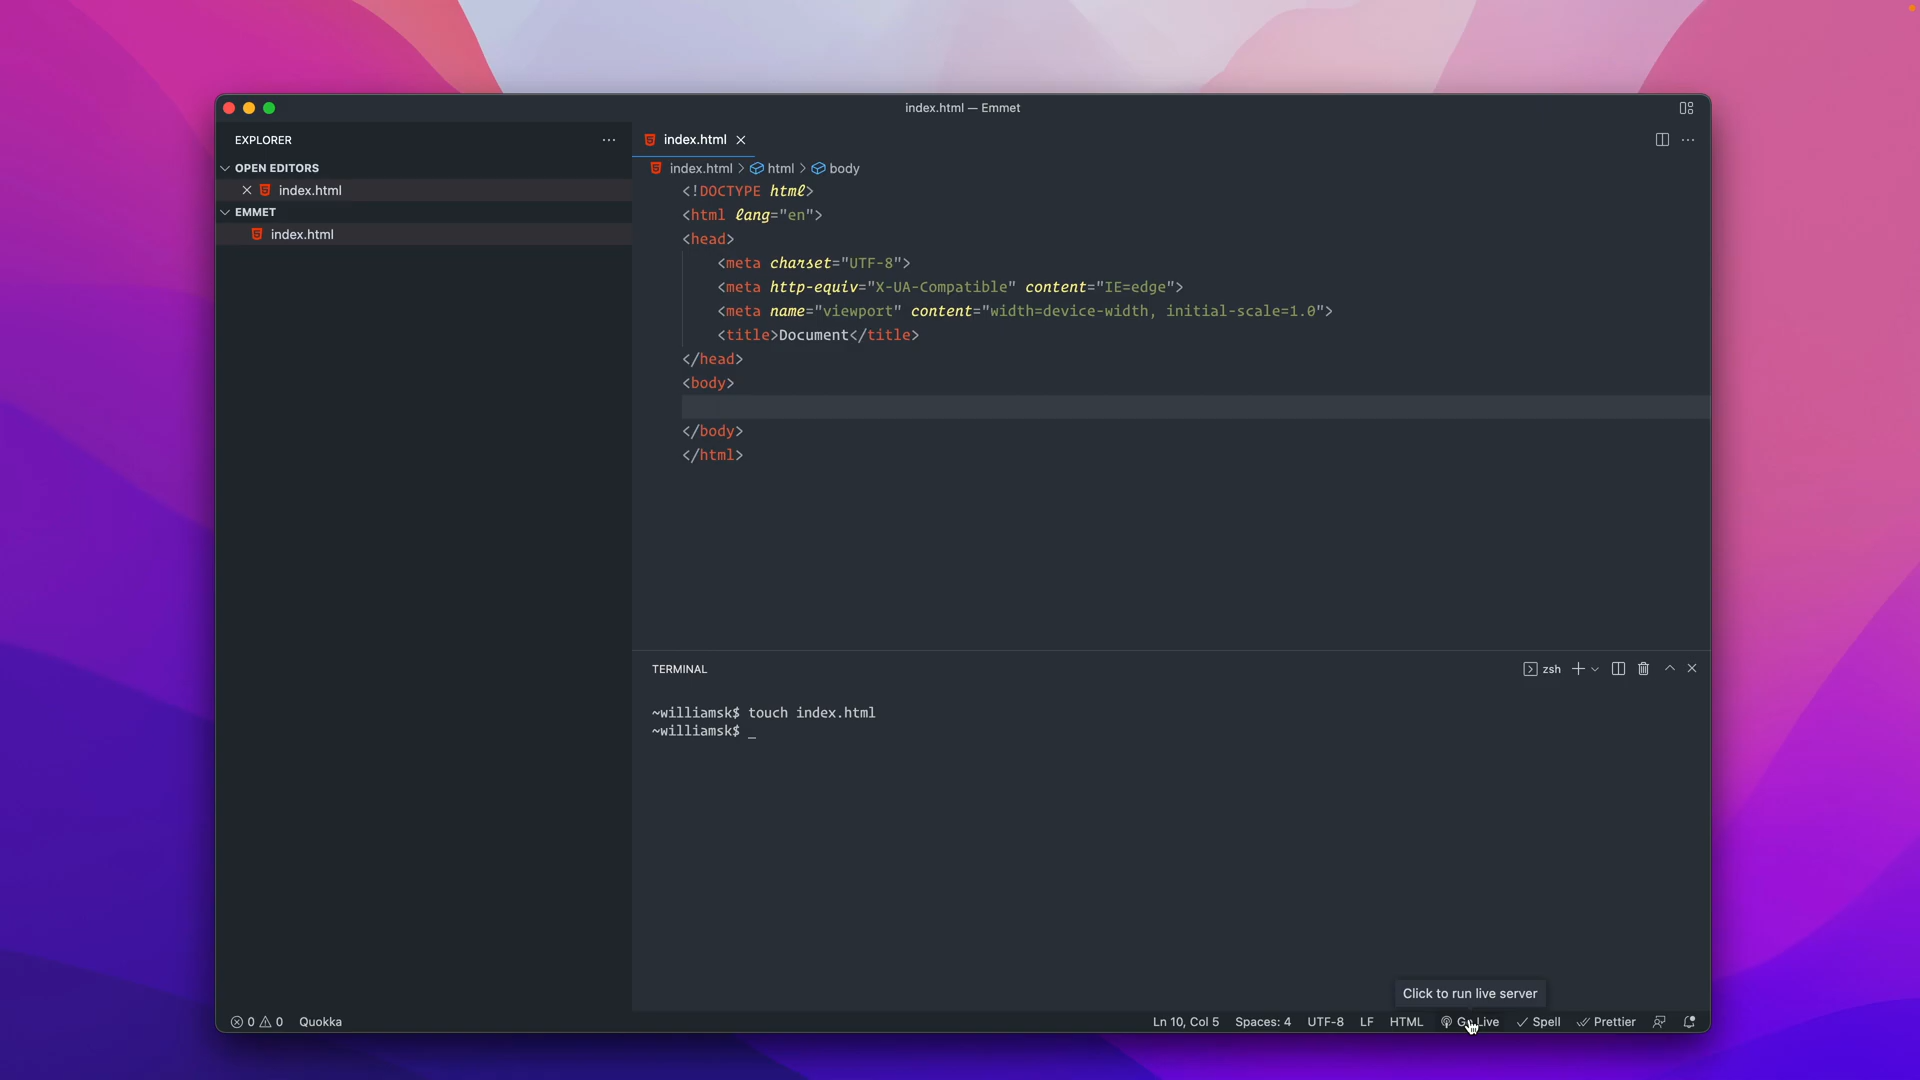 index.html — Emmet
EXPLORER
OPEN EDITORS
index.html
EMMET
index.html
index.html
index.html > html > body
<!DOCTYPE html>
<html lang="en">
<head>
<meta charset="UTF-8">
<meta http-equiv="X-UA-Compatible" content="IE=edge">
<meta name="viewport" content="width=device-width, initial-scale=1.0">
<title>Document</title>
</head>
<body>
</body>
</html>
TERMINAL
zsh
~williamsk$ touch index.html
~williamsk$ _
Click to run live server
0 0 Quokka
Ln 10, Col 5 Spaces: 4 UTF-8 LF HTML Go Live Spell Prettier